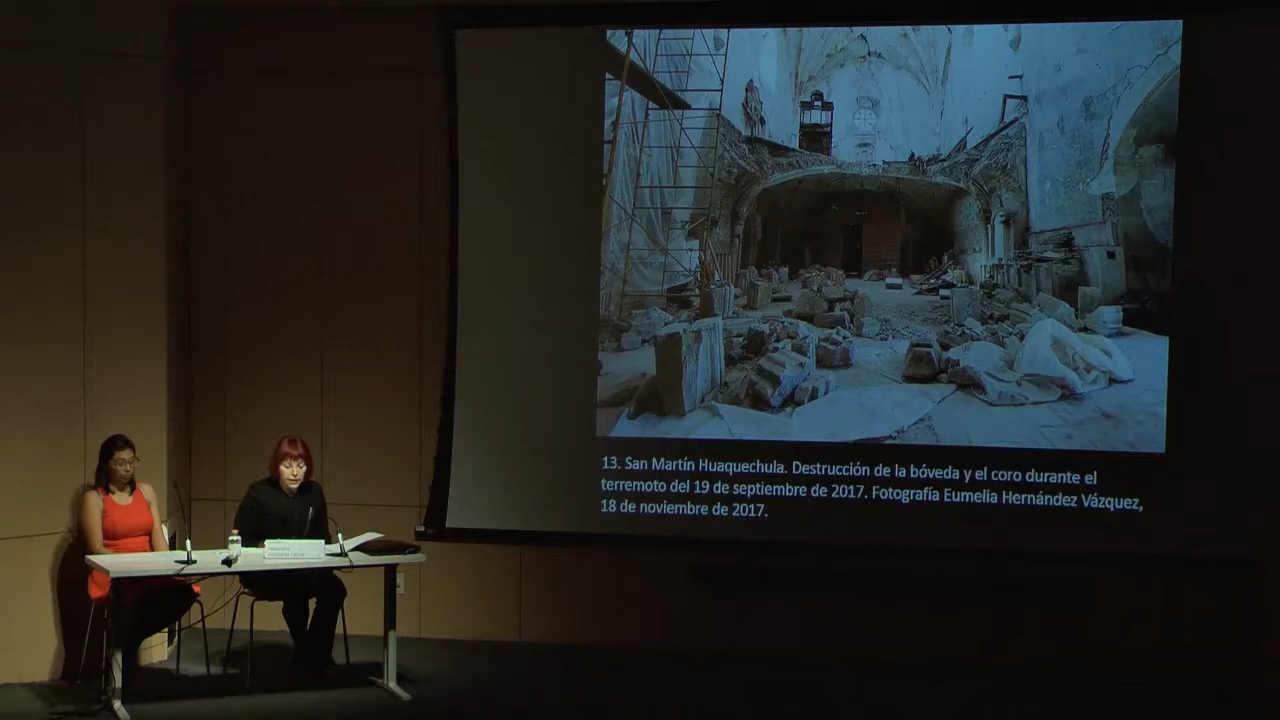 13. San Martín Huaquechula. Destrucción de la bóveda y el coro durante el
terremoto del 19 de septiembre de 2017. Fotografía Eumelia Hernández Vázquez,
18 de noviembre de 2017.